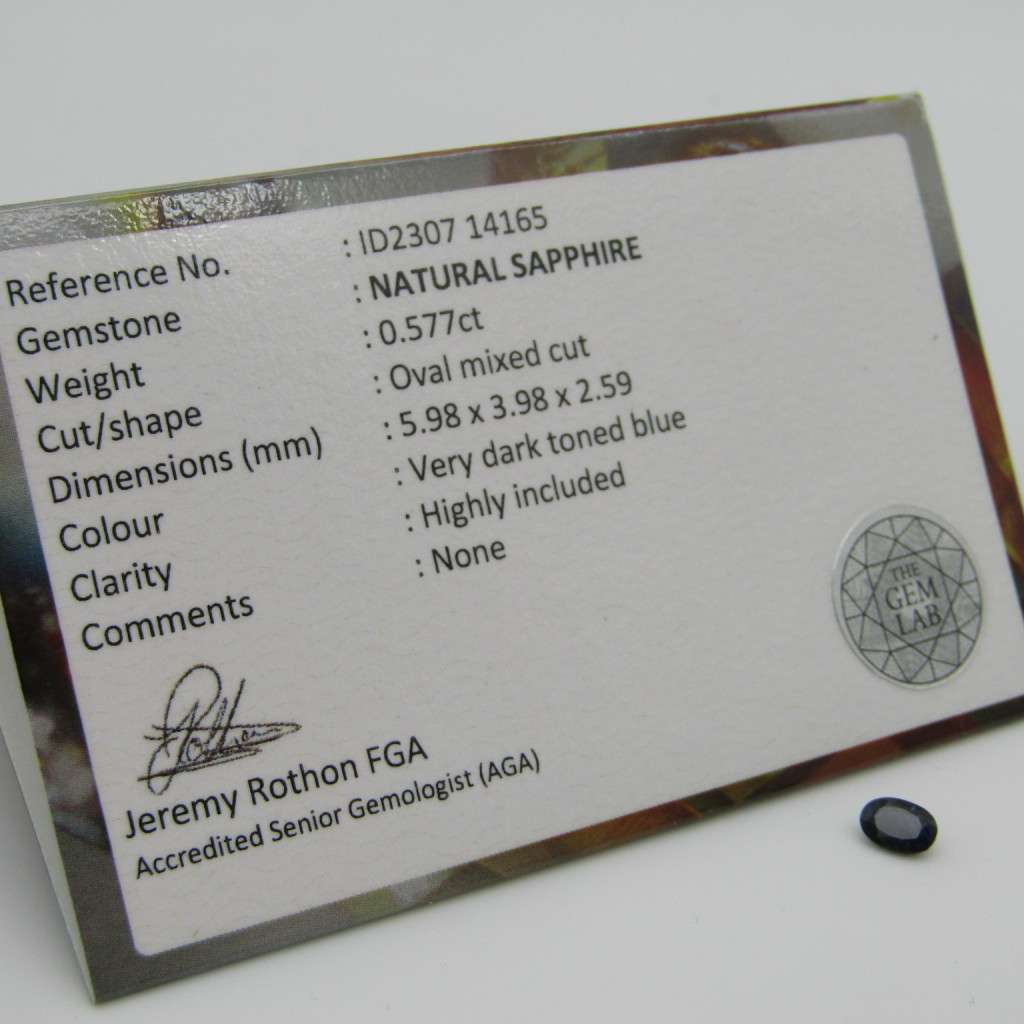 Reference No. : ID2307 14165
Gemstone : NATURAL SAPPHIRE
Weight : 0.577ct
Cut/shape : Oval mixed cut
Dimensions (mm) : 5.98 x 3.98 x 2.59
Colour : Very dark toned blue
Clarity : Highly included
Comments : None
THE
GEM
LAB
Jeremy Rothon FGA
Accredited Senior Gemologist (AGA)